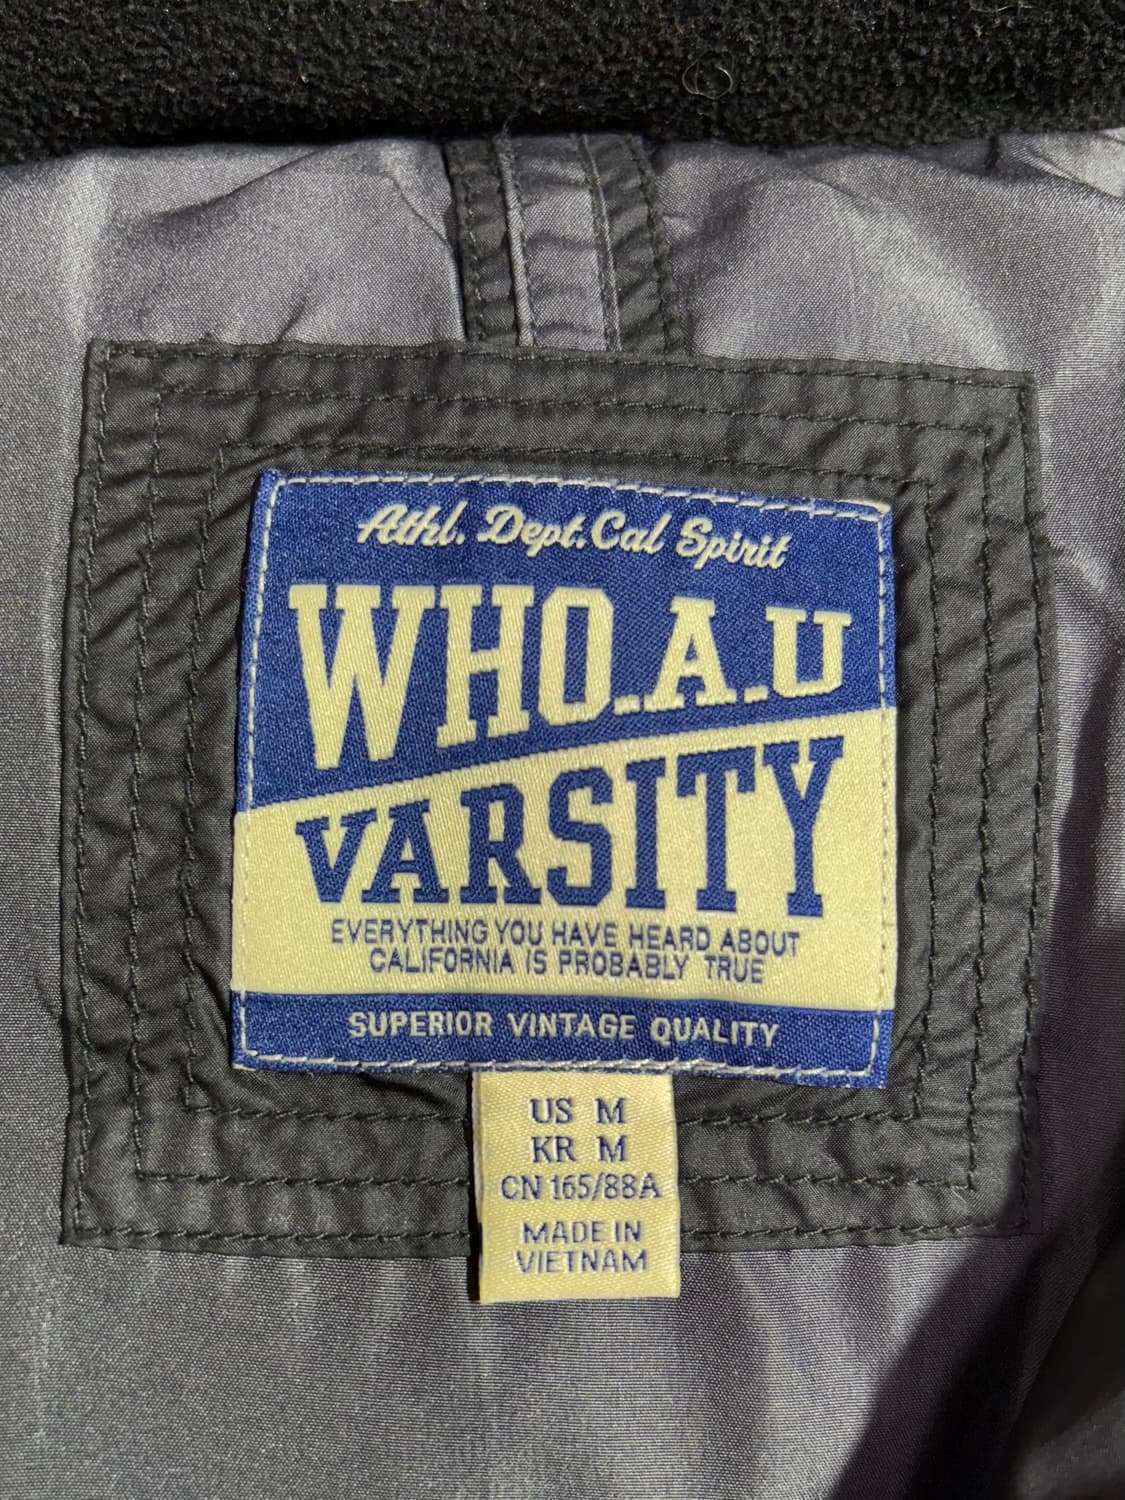 Athl. Dept. Cal Spirit
WHO.A.U
VARSITY
EVERYTHING YOU HAVE HEARD ABOUT
CALIFORNIA IS PROBABLY TRUE
SUPERIOR VINTAGE QUALITY
US M
KR M
CN 165/88A
MADE IN
VIETNAM